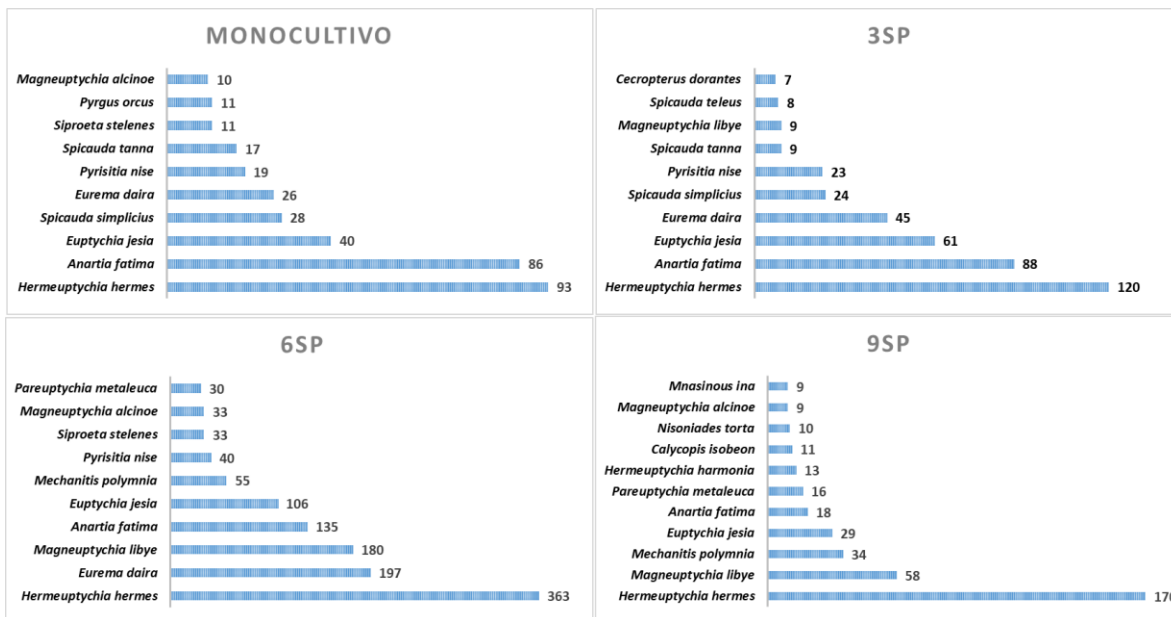 MONOCULTIVO
Magneuptychia alcinoe 10
Pyrgus orcus 11
Siproeta stelenes 11
Spicauda tanna 17
Pyrisitia nise 19
Eurema daira 26
Spicauda simplicius 28
Euptychia jesia 40
Anartia fatima 86
Hermeuptychia hermes 93
3SP
Cecropterus dorantes 7
Spicauda teleus 8
Magneuptychia libye 9
Spicauda tanna 9
Pyrisitia nise 23
Spicauda simplicius 24
Eurema daira 45
Euptychia jesia 61
Anartia fatima 88
Hermeuptychia hermes 120
6SP
Pareuptychia metaleuca 30
Magneuptychia alcinoe 33
Siproeta stelenes 33
Pyrisitia nise 40
Mechanitis polymnia 55
Euptychia jesia 106
Anartia fatima 135
Magneuptychia libye 180
Eurema daira 197
Hermeuptychia hermes 363
9SP
Mnasinous ina 9
Magneuptychia alcinoe 9
Nisoniades torta 10
Calycopis isobeon 11
Hermeuptychia harmonia 13
Pareuptychia metaleuca 16
Anartia fatima 18
Euptychia jesia 29
Mechanitis polymnia 34
Magneuptychia libye 58
Hermeuptychia hermes